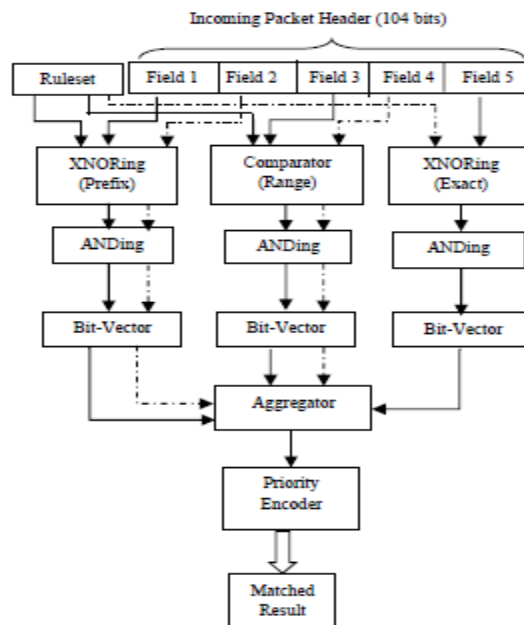 Incoming Packet Header (104 bits)
Ruleset
Field 1
Field 2
Field 3
Field 4
Field 5
XNORing
(Prefix)
Comparator
(Range)
XNORing
(Exact)
ANDing
ANDing
ANDing
Bit-Vector
Bit-Vector
Bit-Vector
Aggregator
Priority
Encoder
Matched
Result